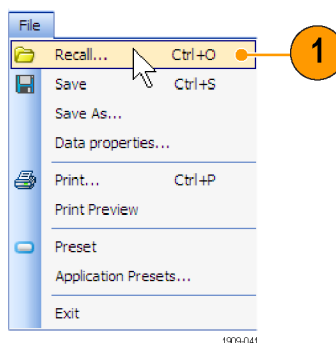 File
Recall... Ctrl+O
1
Save Ctrl+S
Save As...
Data properties...
Print... Ctrl+P
Print Preview
Preset
Application Presets...
Exit
1909-041